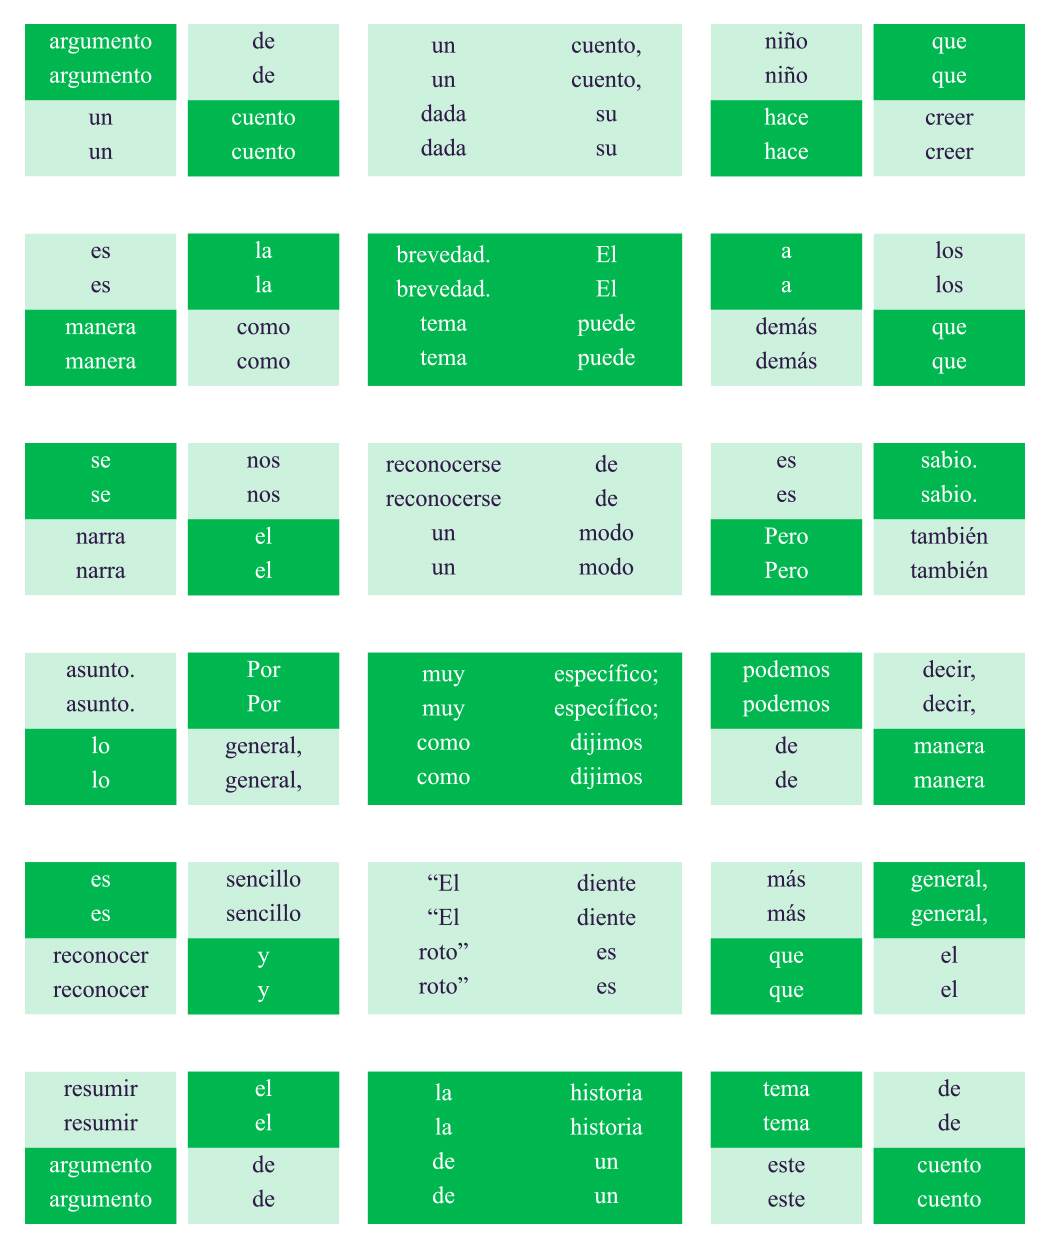 argumento de
argumento de
un cuento
un cuento
es la
es la
manera como
manera como
se nos
se nos
narra el
narra el
asunto. Por
asunto. Por
lo general,
lo general,
es sencillo
es sencillo
reconocer y
reconocer y
resumir el
resumir el
argumento de
argumento de
un cuento,
un cuento,
dada su
dada su
brevedad. El
brevedad. El
tema puede
tema puede
reconocerse de
reconocerse de
un modo
un modo
muy específico;
muy específico;
como dijimos
como dijimos
“El diente
“El diente
roto” es
roto” es
la historia
la historia
de un
de un
niño que
niño que
hace creer
hace creer
a los
a los
demás que
demás que
es sabio.
es sabio.
Pero también
Pero también
podemos decir,
podemos decir,
de manera
de manera
más general,
más general,
que el
que el
tema de
tema de
este cuento
este cuento